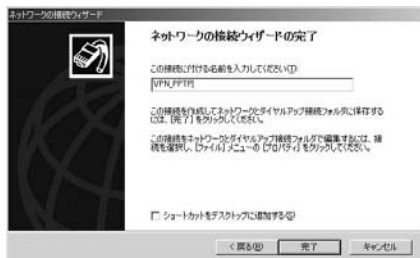 ネットワークの接続ウィザード
ネットワークの接続ウィザードの完了
この接続に付ける名前を入力してください(I):
VPN_PPTP
この接続を作成してネットワークとダイヤルアップ接続フォルダに保存する
には、[完了] をクリックしてください。
この接続をネットワークとダイヤルアップ接続フォルダで編集するには、接
続を選択し、[ファイル] メニューの [プロパティ] をクリックしてください。
ショートカットをデスクトップに追加する(S)
< 戻る(B)
完了
キャンセル